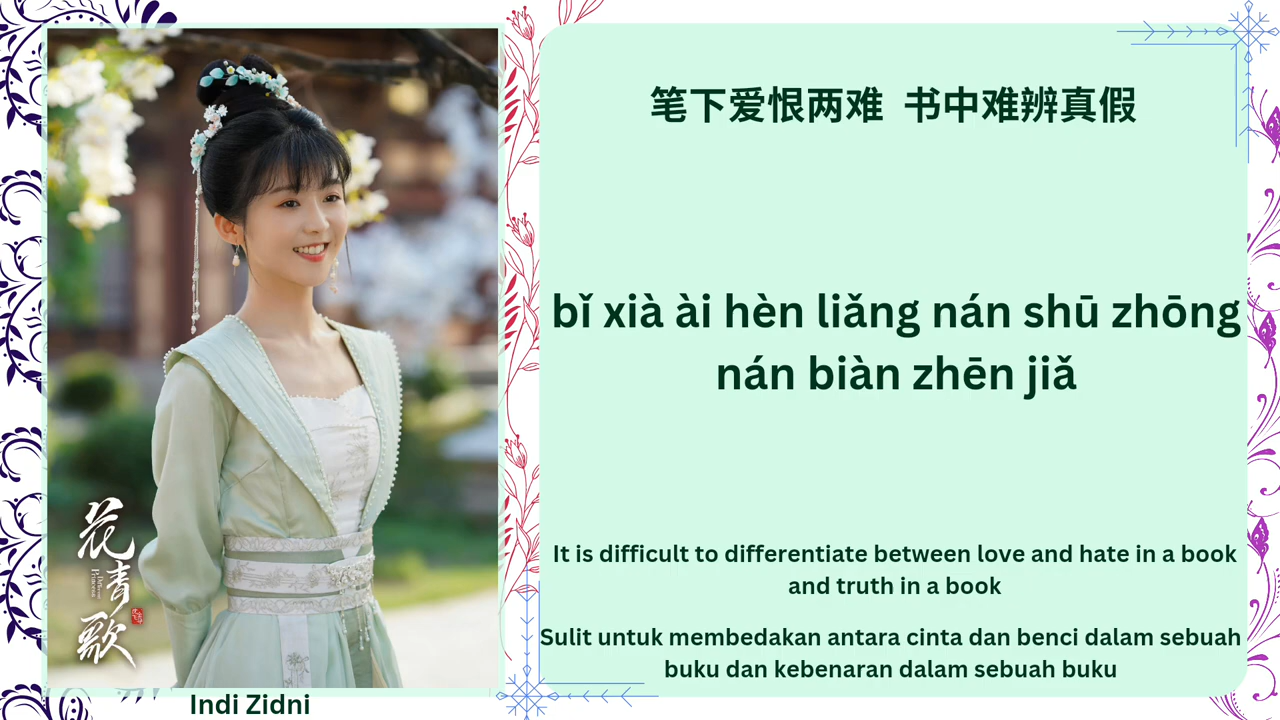 花青歌
笔下爱恨两难 书中难辨真假
bǐ xià ài hèn liǎng nán shū zhōng
nán biàn zhēn jiǎ
It is difficult to differentiate between love and hate in a book
and truth in a book
Sulit untuk membedakan antara cinta dan benci dalam sebuah
buku dan kebenaran dalam sebuah buku
Indi Zidni